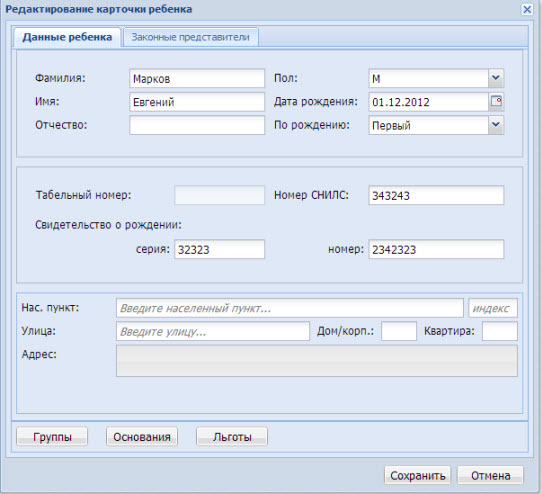 Редактирование карточки ребенка
Данные ребенка Законные представители
Фамилия: Марков Пол: М
Имя: Евгений Дата рождения: 01.12.2012
Отчество: По рождению: Первый
Табельный номер: Номер СНИЛС: 343243
Свидетельство о рождении:
серия: 32323 номер: 2342323
Нас. пункт: Введите населенный пункт... индекс
Улица: Введите улицу... Дом/корп.: Квартира:
Адрес:
Группы Основания Льготы
Сохранить Отмена